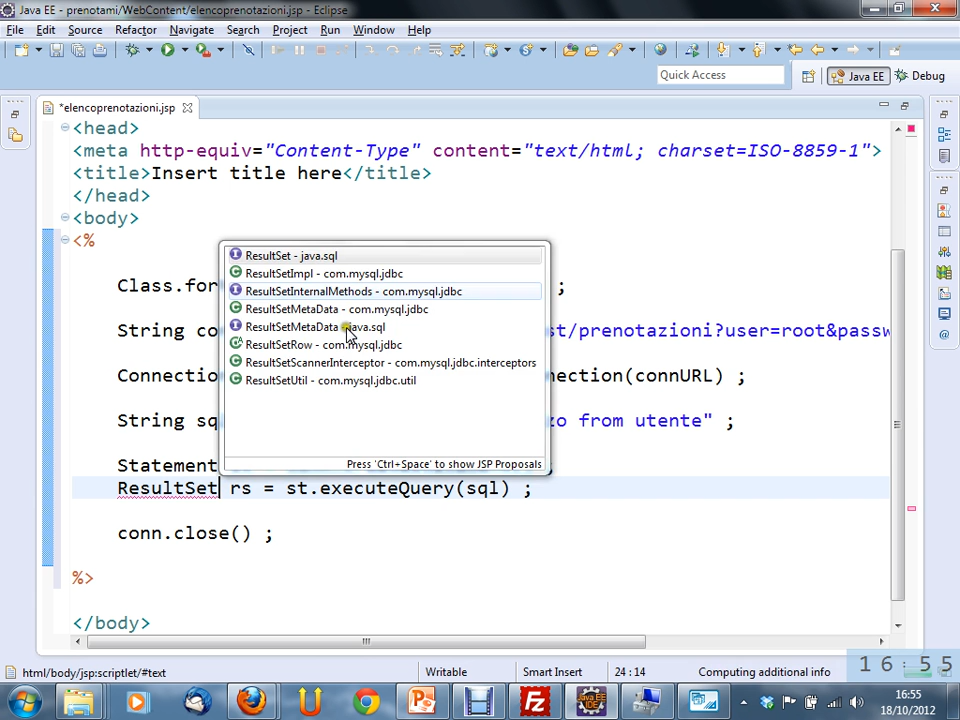 Java EE - prenotami/WebContent/elencoprenotazioni.jsp - Eclipse
File Edit Source Refactor Navigate Search Project Run Window Help
Quick Access
Java EE
Debug
*elencoprenotazioni.jsp
<head>
<meta http-equiv="Content-Type" content="text/html; charset=ISO-8859-1">
<title>Insert title here</title>
</head>
<body>
<%
Class.for ;
String co st/prenotazioni?user=root&passw
Connection nection(connURL) ;
String sq zo from utente" ;
Statement
ResultSet rs = st.executeQuery(sql) ;
conn.close() ;
%>
</body>
ResultSet - java.sql
ResultSetImpl - com.mysql.jdbc
ResultSetInternalMethods - com.mysql.jdbc
ResultSetMetaData - com.mysql.jdbc
ResultSetMetaData java.sql
ResultSetRow - com.mysql.jdbc
ResultSetScannerInterceptor - com.mysql.jdbc.interceptors
ResultSetUtil - com.mysql.jdbc.util
Press 'Ctrl+Space' to show JSP Proposals
html/body/jsp:scriptlet/#text
Writable
Smart Insert
24 : 14
Computing additional info
16:55
16:55
18/10/2012